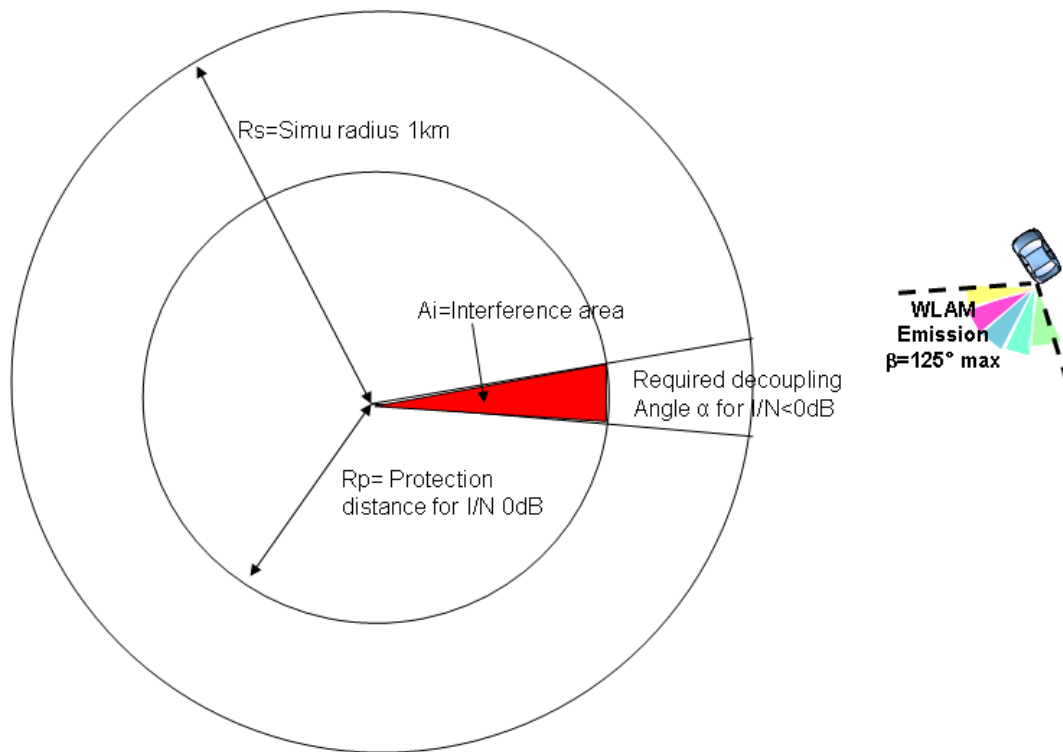 Rs=Simu radius 1km
Ai=Interference area
WLAM
Emission
β=125° max
Required decoupling
Angle α for I/N<0dB
Rp= Protection
distance for I/N 0dB